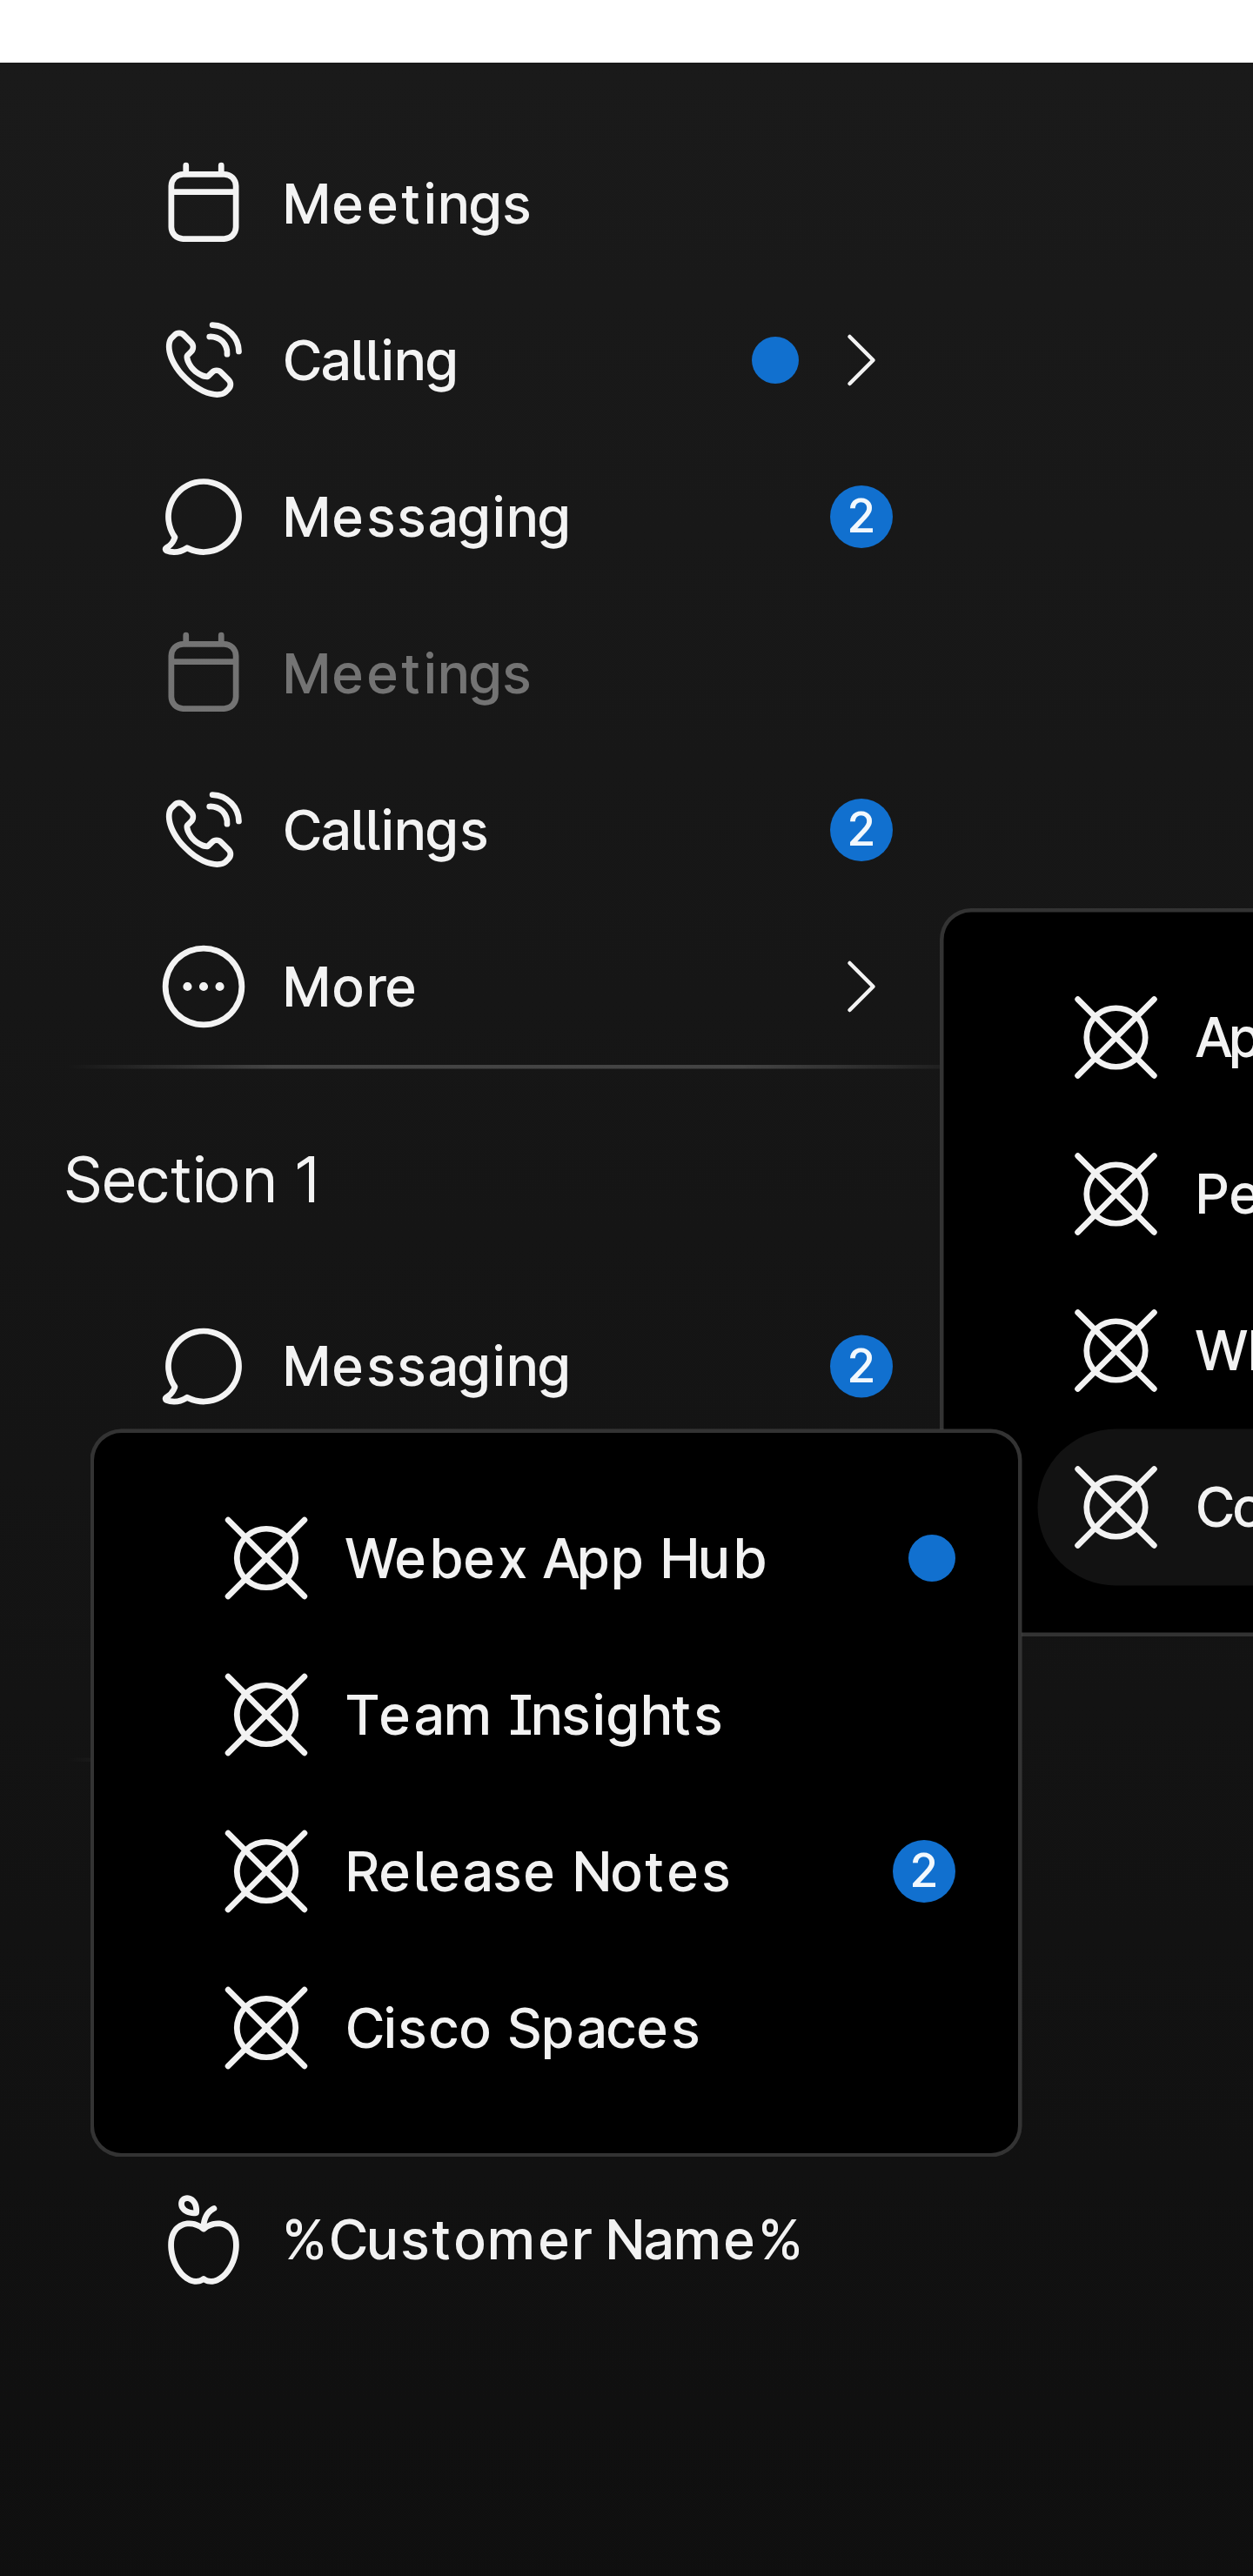 Meetings
Calling
Messaging 2
Meetings
Callings 2
More
Section 1
Messaging 2
Webex App Hub
Team Insights
Release Notes 2
Cisco Spaces
%Customer Name%